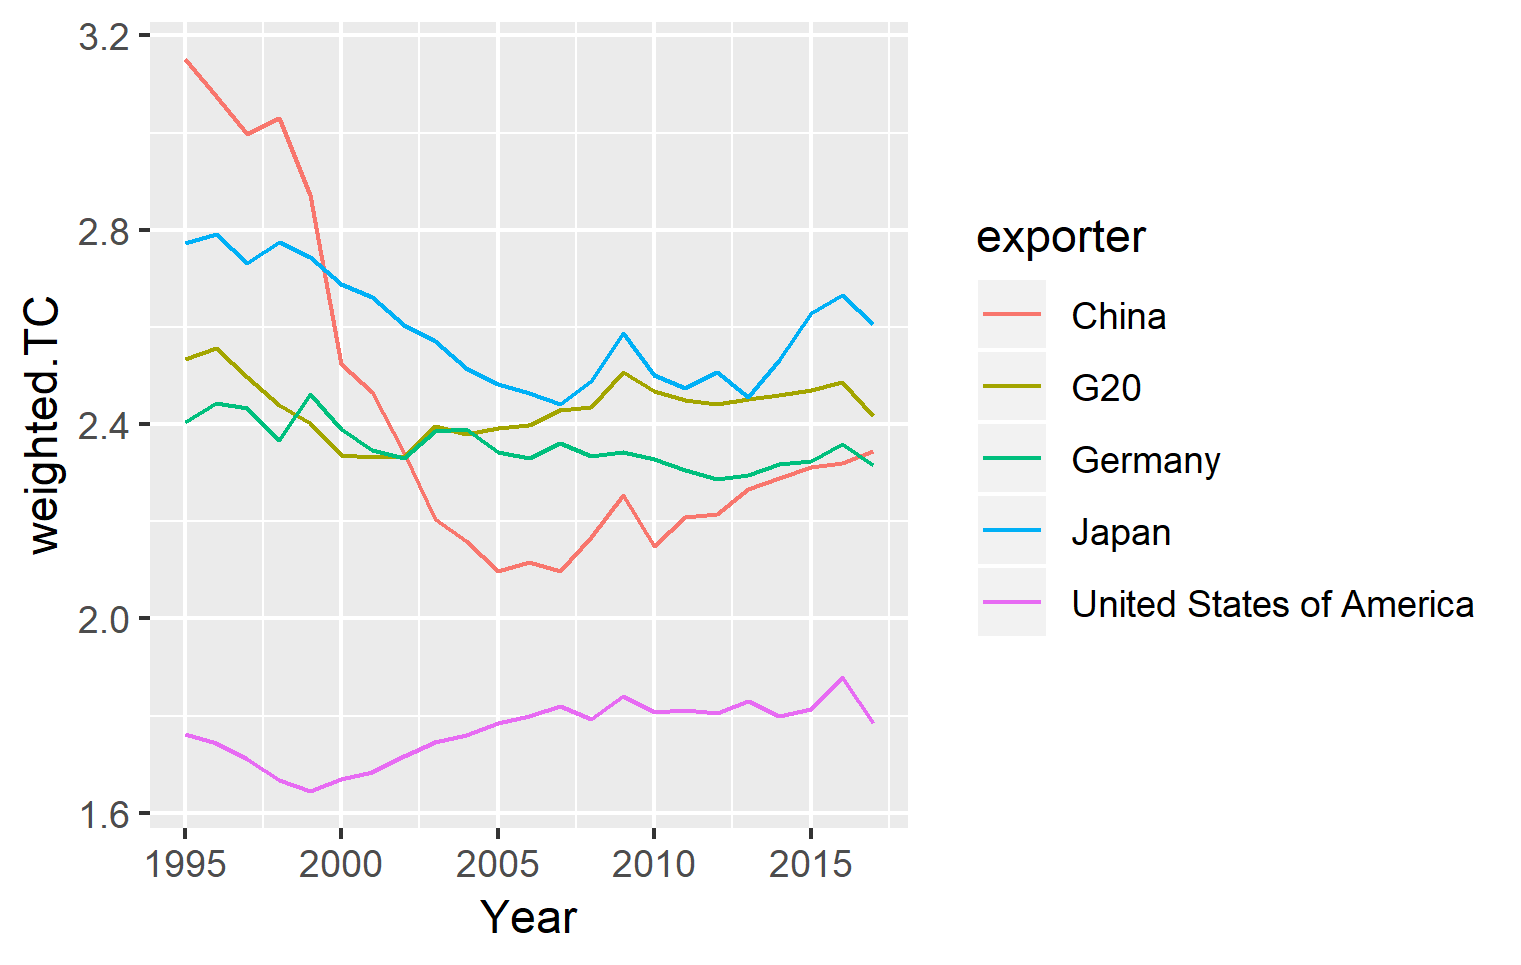 3.2
2.8
2.4
2.0
1.6
weighted.TC
1995 2000 2005 2010 2015
Year
exporter
China
G20
Germany
Japan
United States of America